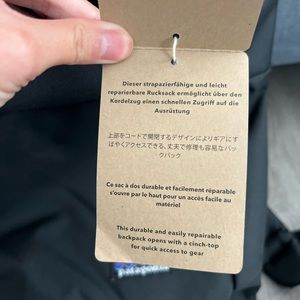 Dieser strapazierfähige und leicht
reparierbare Rucksack ermöglicht über den
Kordelzug einen schnellen Zugriff auf die
Ausrüstung
上部をコードで開閉するデザインによりギアにす
ばやくアクセスできる、丈夫で修理も容易なバッ
クパック
Ce sac à dos durable et facilement réparable
s'ouvre par le haut pour un accès facile au
matériel
This durable and easily repairable
backpack opens with a cinch-top
for quick access to gear
patagonia